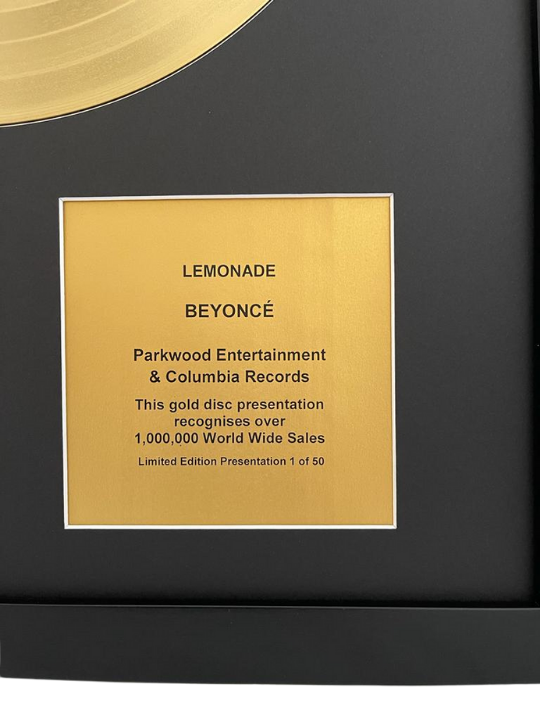 LEMONADE
BEYONCÉ
Parkwood Entertainment
& Columbia Records
This gold disc presentation
recognises over
1,000,000 World Wide Sales
Limited Edition Presentation 1 of 50